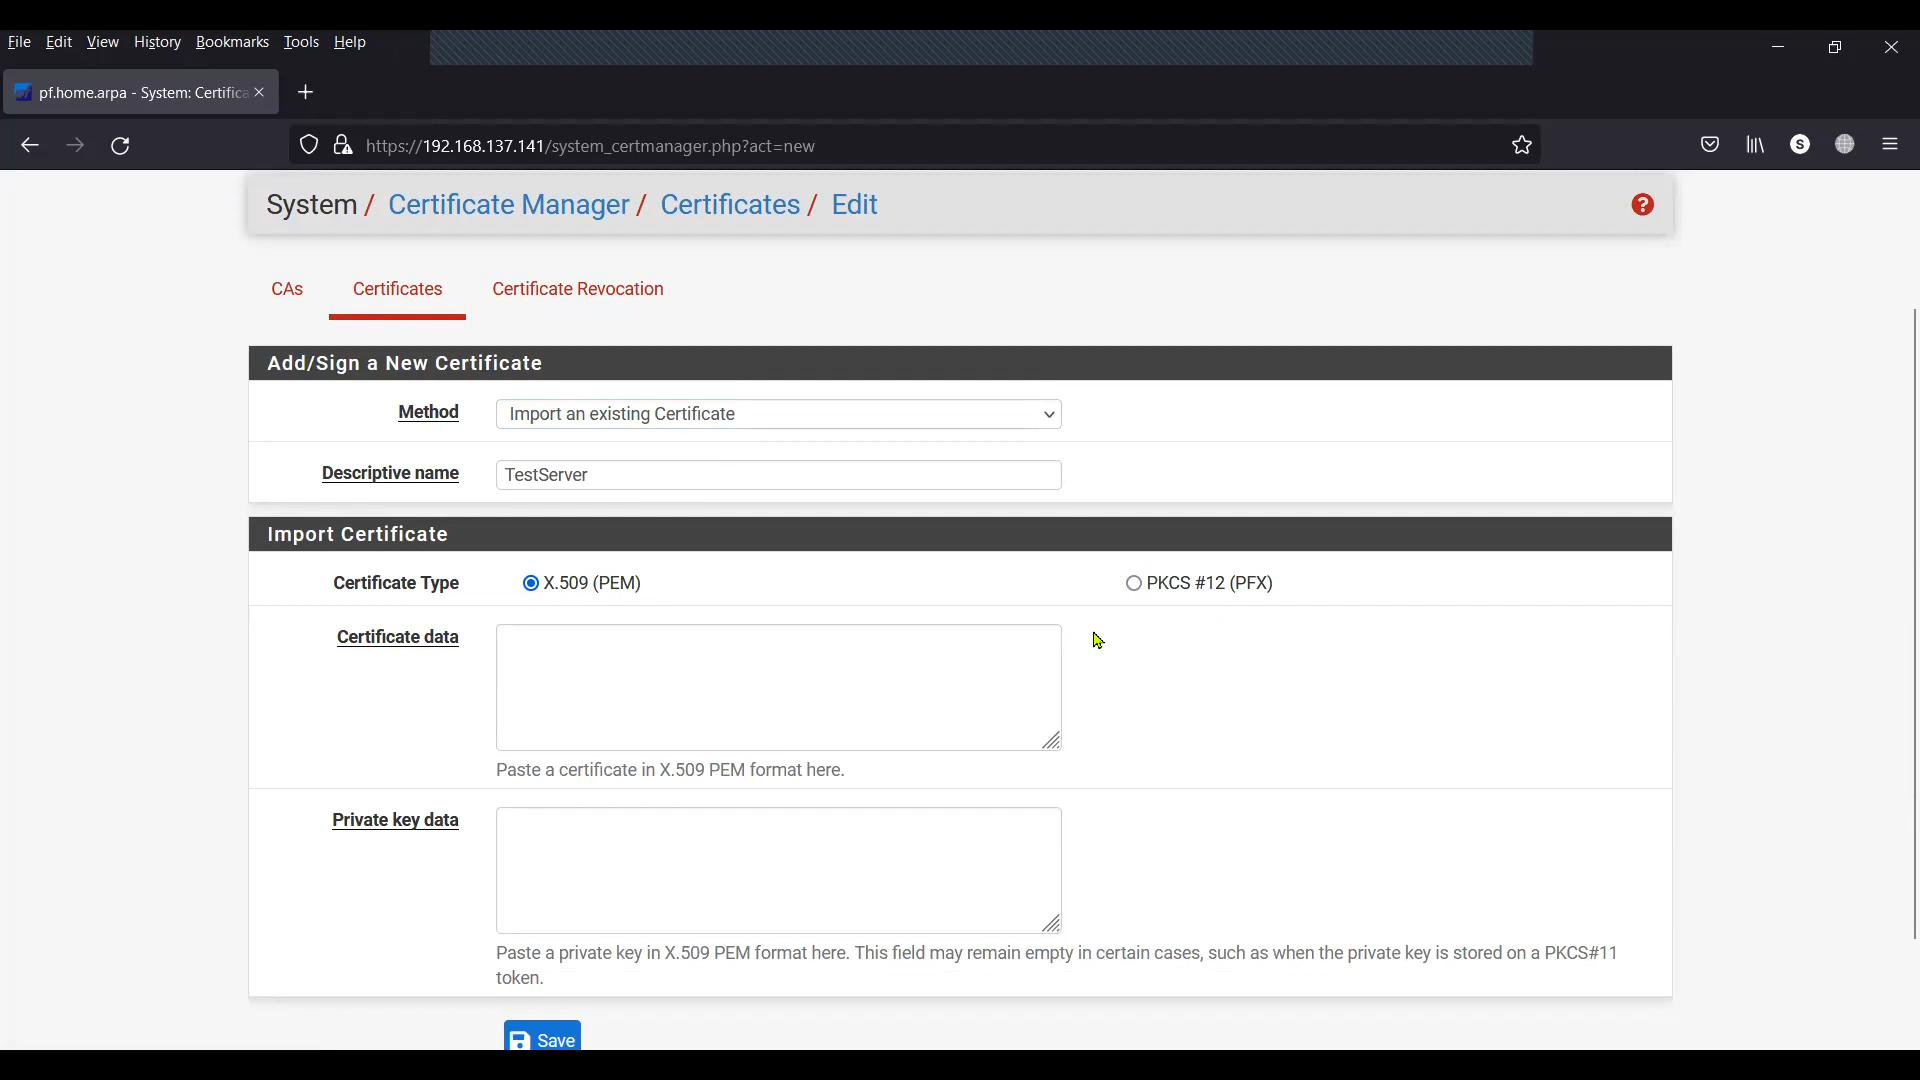 File Edit View History Bookmarks Tools Help
pf.home.arpa - System: Certifica
https://192.168.137.141/system_certmanager.php?act=new
S
System / Certificate Manager / Certificates / Edit
?
CAs Certificates Certificate Revocation
Add/Sign a New Certificate
Method Import an existing Certificate
Descriptive name TestServer
Import Certificate
Certificate Type X.509 (PEM) PKCS #12 (PFX)
Certificate data
Paste a certificate in X.509 PEM format here.
Private key data
Paste a private key in X.509 PEM format here. This field may remain empty in certain cases, such as when the private key is stored on a PKCS#11
token.
Save